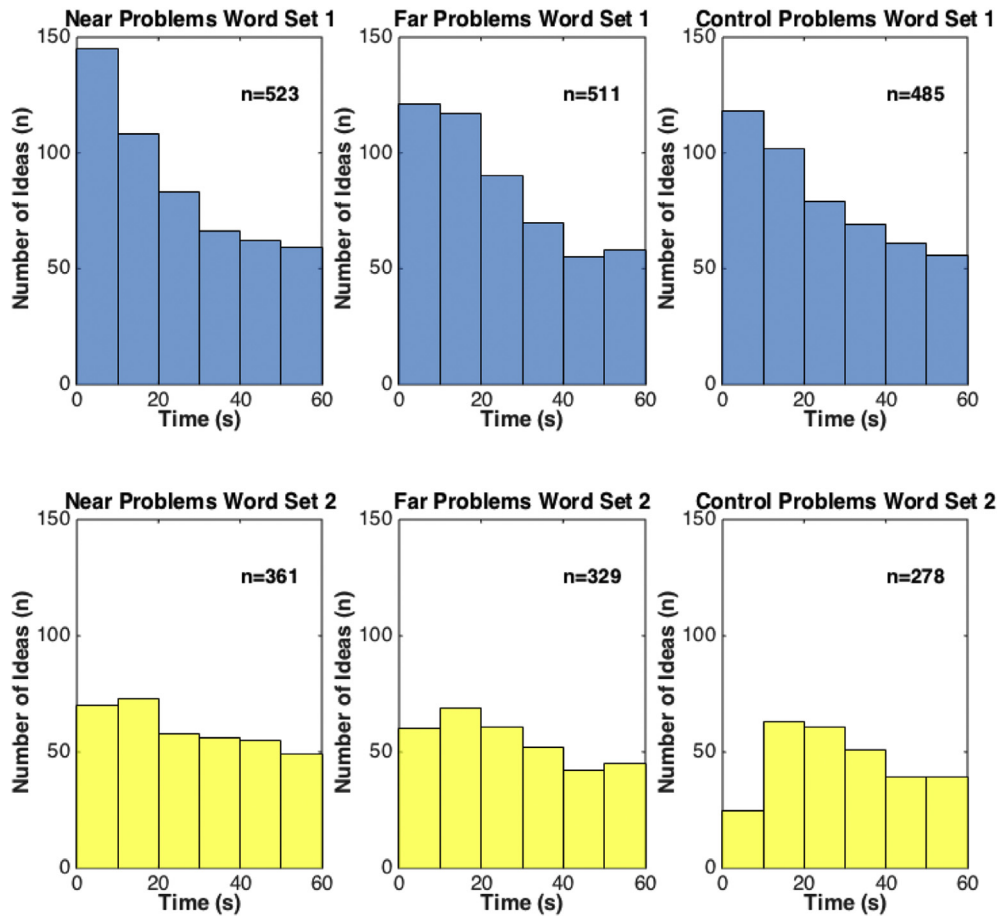 Near Problems Word Set 1
150
100
50
0
0 20 40 60
Number of Ideas (n)
Time (s)
n=523
Far Problems Word Set 1
150
100
50
0
0 20 40 60
Number of Ideas (n)
Time (s)
n=511
Control Problems Word Set 1
150
100
50
0
0 20 40 60
Number of Ideas (n)
Time (s)
n=485
Near Problems Word Set 2
150
100
50
0
0 20 40 60
Number of Ideas (n)
Time (s)
n=361
Far Problems Word Set 2
150
100
50
0
0 20 40 60
Number of Ideas (n)
Time (s)
n=329
Control Problems Word Set 2
150
100
50
0
0 20 40 60
Number of Ideas (n)
Time (s)
n=278